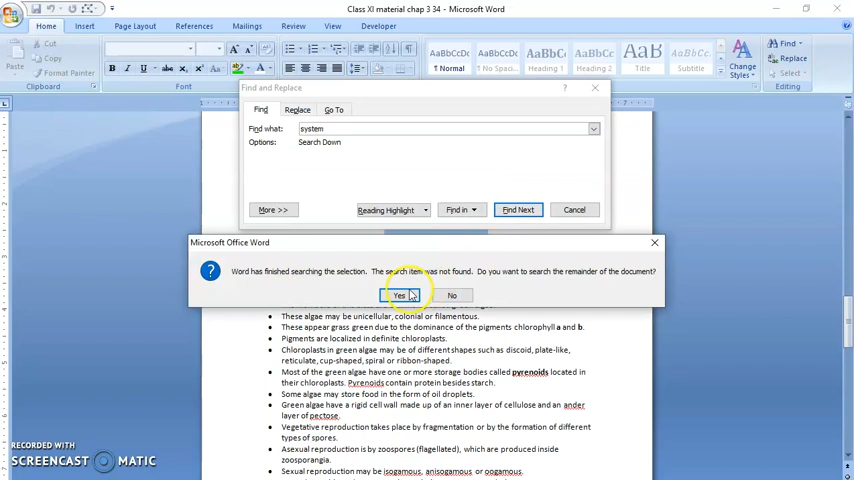 Class XI material chap 3 34 - Microsoft Word
Home Insert Page Layout References Mailings Review View Developer
Cut
Copy
Format Painter
Paste
Clipboard Font Paragraph Styles Editing
AaBbCcDc AaBbCcDc AaBbC AaBbCc AaB AaBbCc.
¶ Normal ¶ No Spaci... Heading 1 Heading 2 Title Subtitle
Change Styles
Find
Replace
Select
Find and Replace
Find Replace Go To
Find what: system
Options: Search Down
More >> Reading Highlight Find in Find Next Cancel
Microsoft Office Word
Word has finished searching the selection. The search item was not found. Do you want to search the remainder of the document?
Yes No
These algae may be unicellular, colonial or filamentous.
These appear grass green due to the dominance of the pigments chlorophyll a and b.
Pigments are localized in definite chloroplasts.
Chloroplasts in green algae may be of different shapes such as discoid, plate-like,
reticulate, cup-shaped, spiral or ribbon-shaped.
Most of the green algae have one or more storage bodies called pyrenoids located in
their chloroplasts. Pyrenoids contain protein besides starch.
Some algae may store food in the form of oil droplets.
Green algae have a rigid cell wall made up of an inner layer of cellulose and an ander
layer of pectose.
Vegetative reproduction takes place by fragmentation or by the formation of different
types of spores.
Asexual reproduction is by zoospores (flagellated), which are produced inside
zoosporangia.
Sexual reproduction may be isogamous, anisogamous or oogamous.
RECORDED WITH
SCREENCAST MATIC